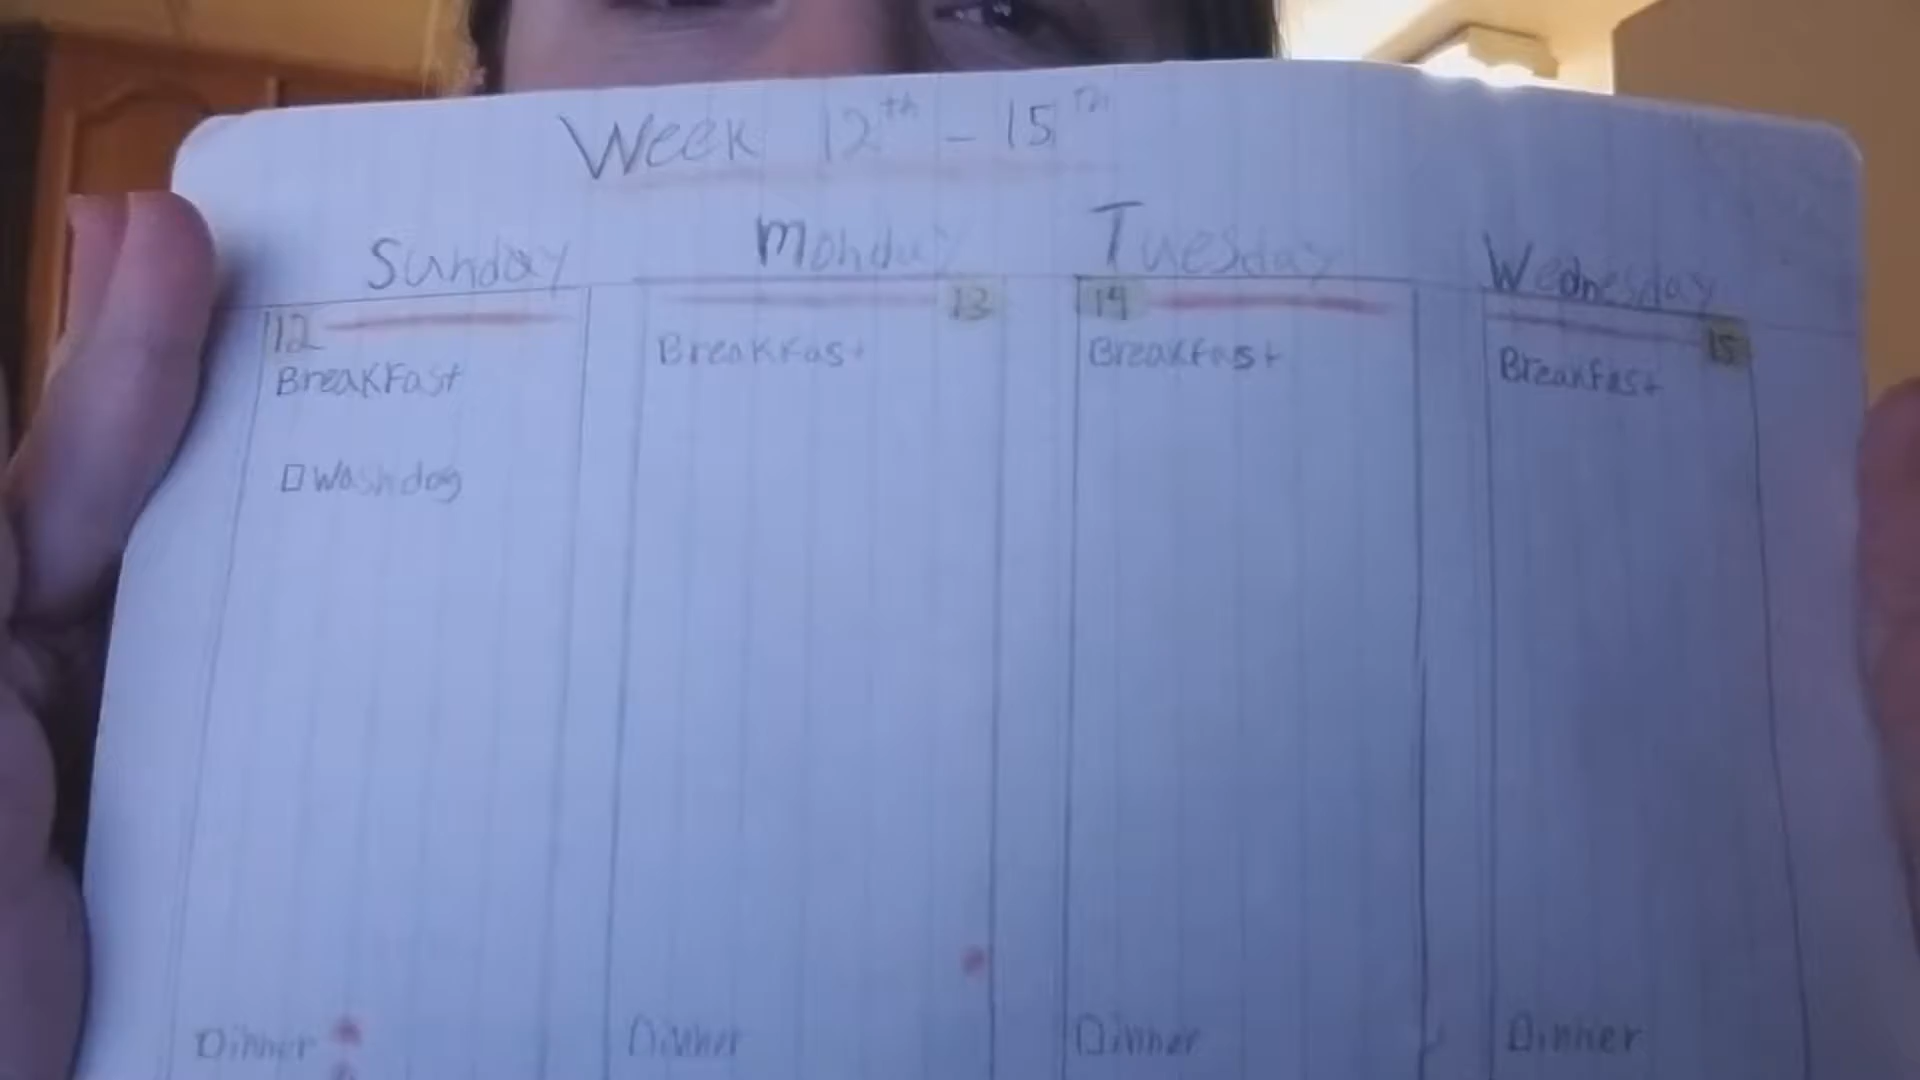 Week 12th - 15th
Sunday
Monday
Tuesday
Wednesday
12
13
14
15
BreakFast
BreakFast
BreakFast
BreakFast
Wash dog
Dinner
Dinner
Dinner
Dinner